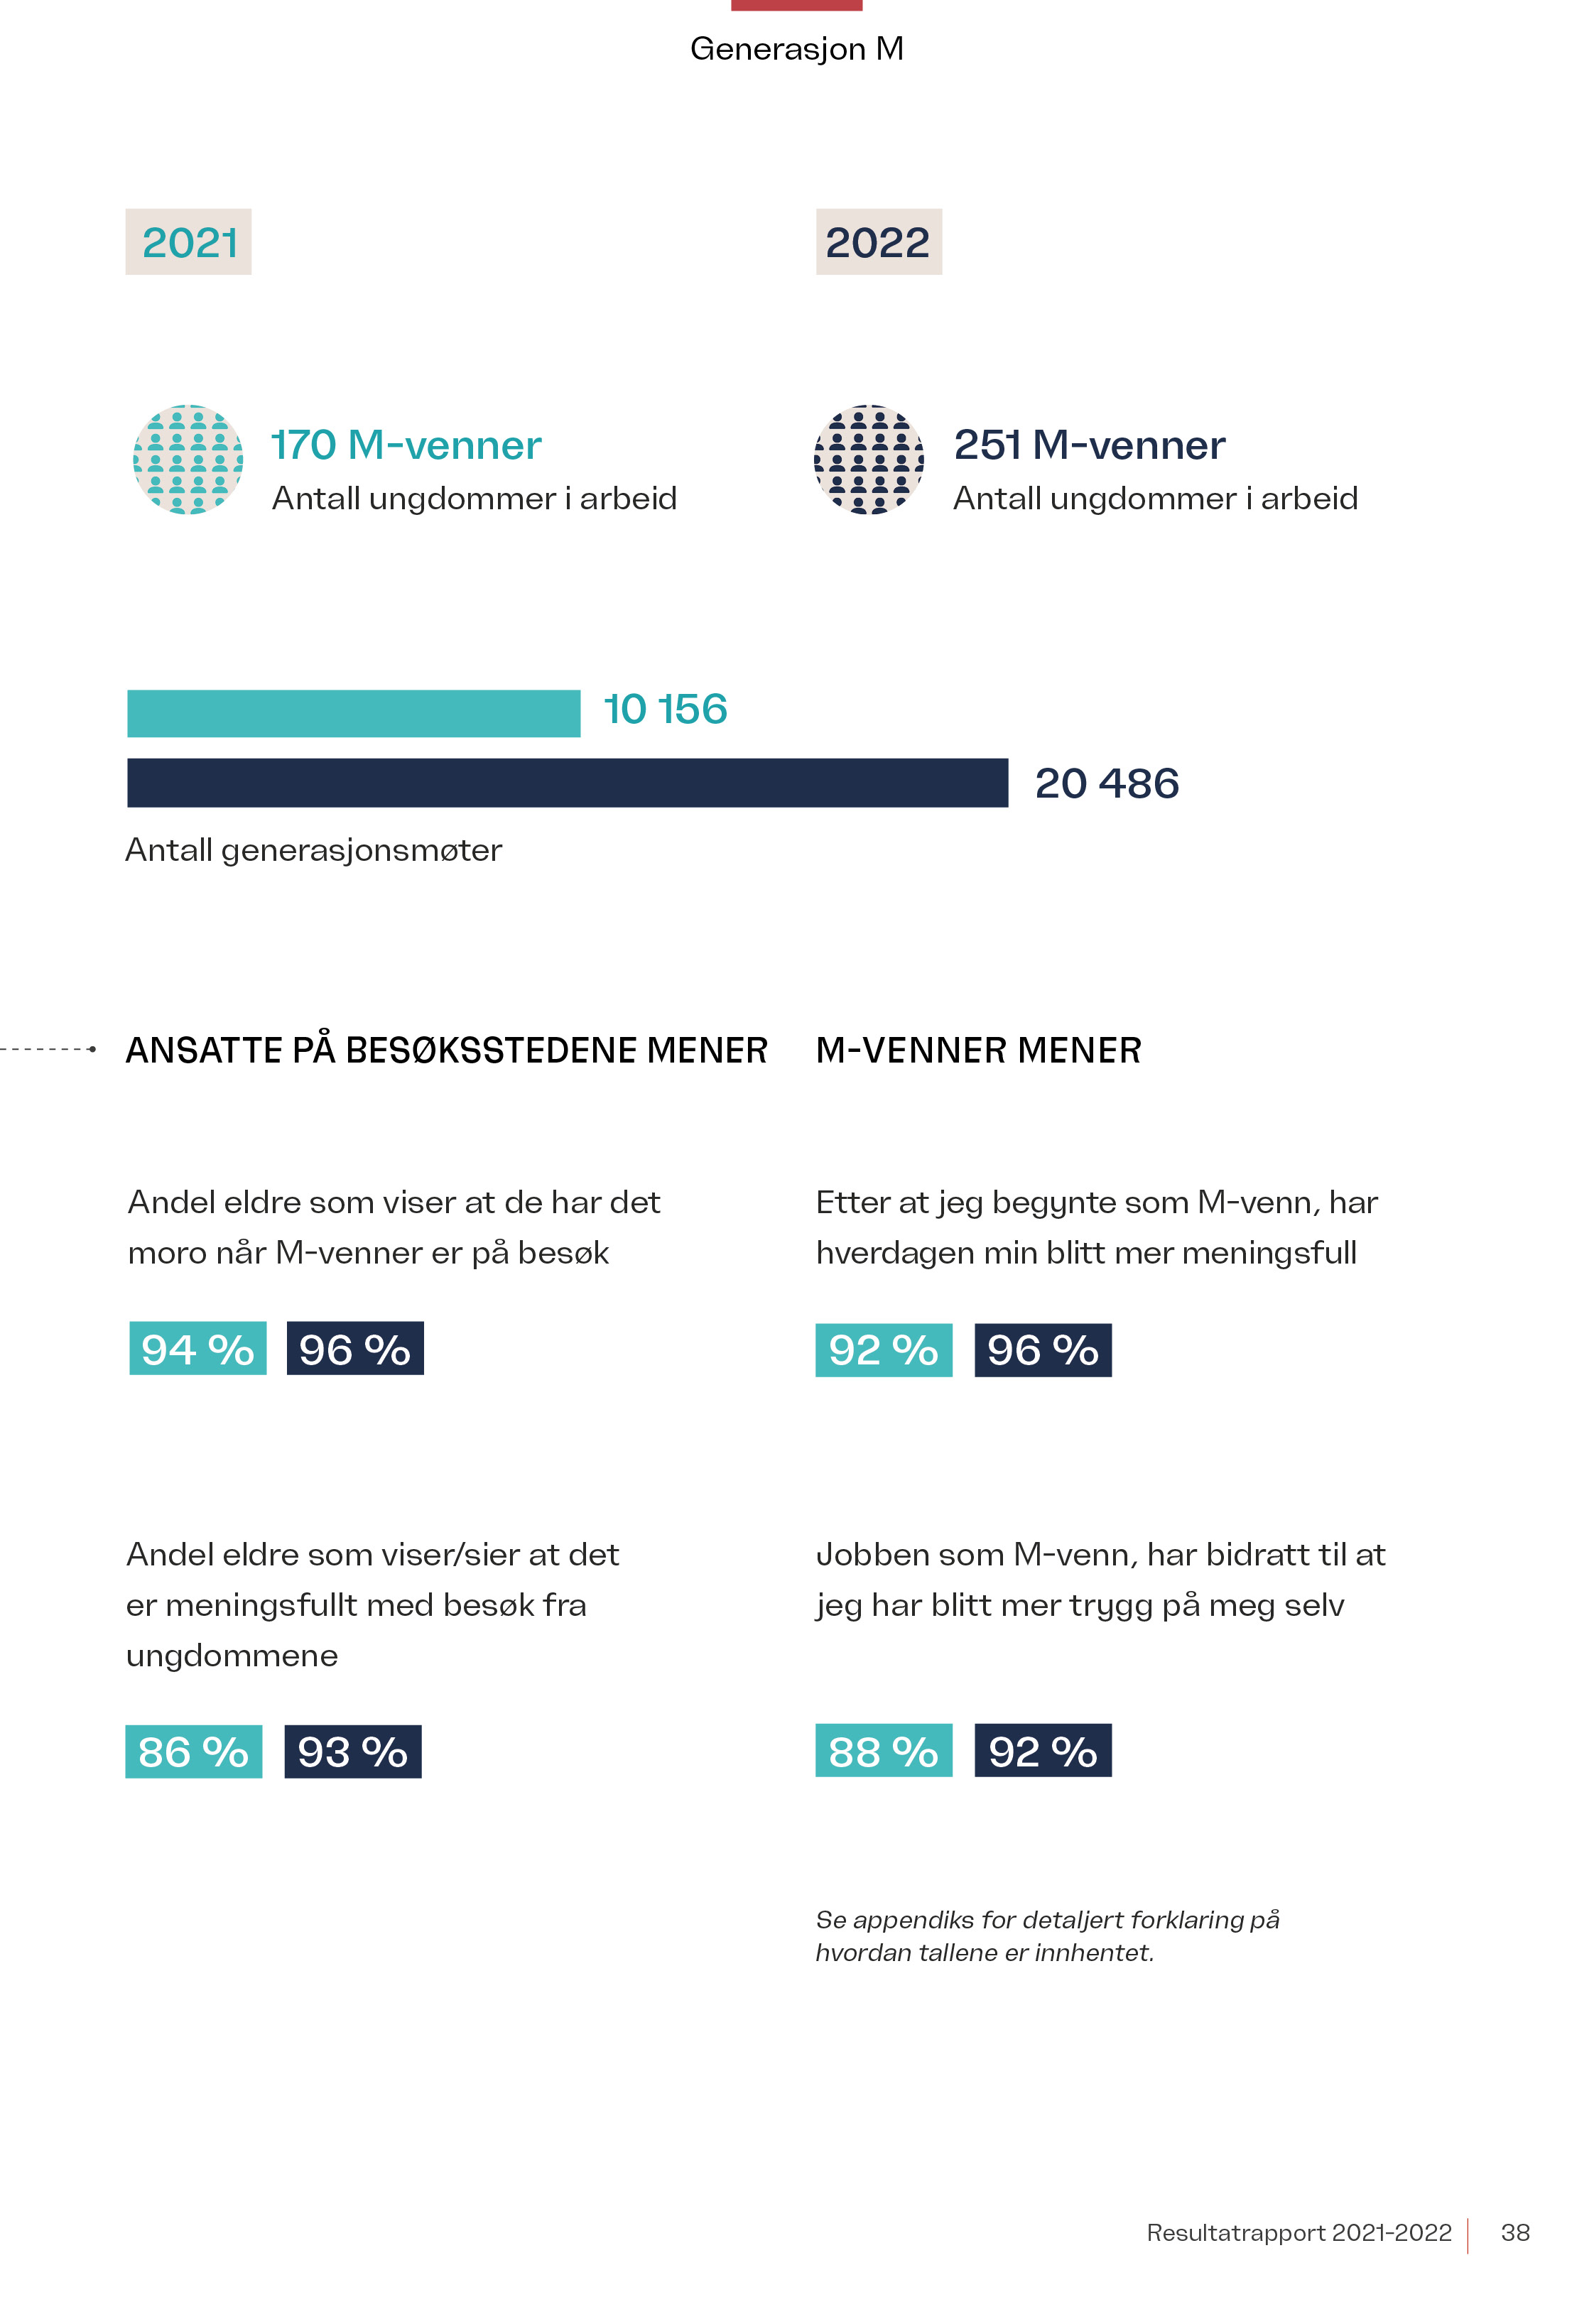 Generasjon M
2021
2022
170 M-venner
Antall ungdommer i arbeid
251 M-venner
Antall ungdommer i arbeid
10 156
20 486
Antall generasjonsmøter
ANSATTE PÅ BESØKSSTEDENE MENER
Andel eldre som viser at de har det
moro når M-venner er på besøk
94 % 96 %
Andel eldre som viser/sier at det
er meningsfullt med besøk fra
ungdommene
86 % 93 %
M-VENNER MENER
Etter at jeg begynte som M-venn, har
hverdagen min blitt mer meningsfull
92 % 96 %
Jobben som M-venn, har bidratt til at
jeg har blitt mer trygg på meg selv
88 % 92 %
Se appendiks for detaljert forklaring på
hvordan tallene er innhentet.
Resultatrapport 2021-2022 38